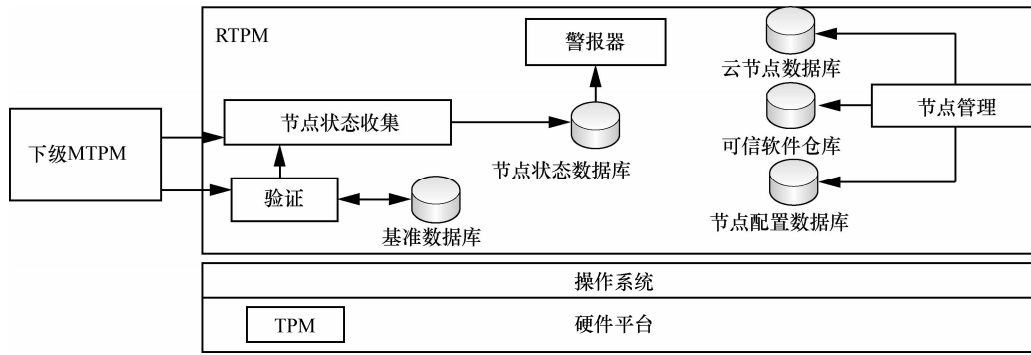 RTPM
警报器
云节点数据库
节点管理
节点状态收集
可信软件仓库
下级MTPM
节点状态数据库
验证
节点配置数据库
基准数据库
操作系统
TPM
硬件平台